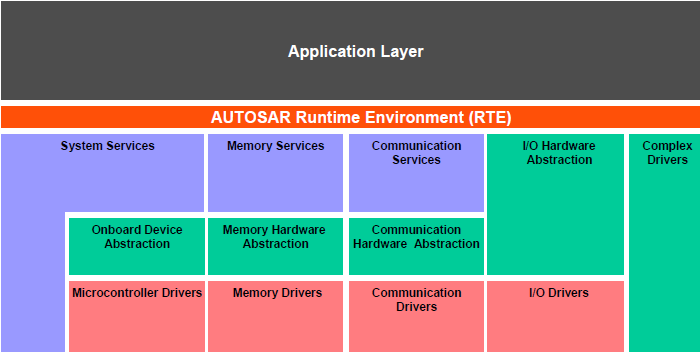 Application Layer
AUTOSAR Runtime Environment (RTE)
System Services
Memory Services
Communication
Services
I/O Hardware
Abstraction
Complex
Drivers
Onboard Device
Abstraction
Memory Hardware
Abstraction
Communication
Hardware Abstraction
Microcontroller Drivers
Memory Drivers
Communication
Drivers
I/O Drivers